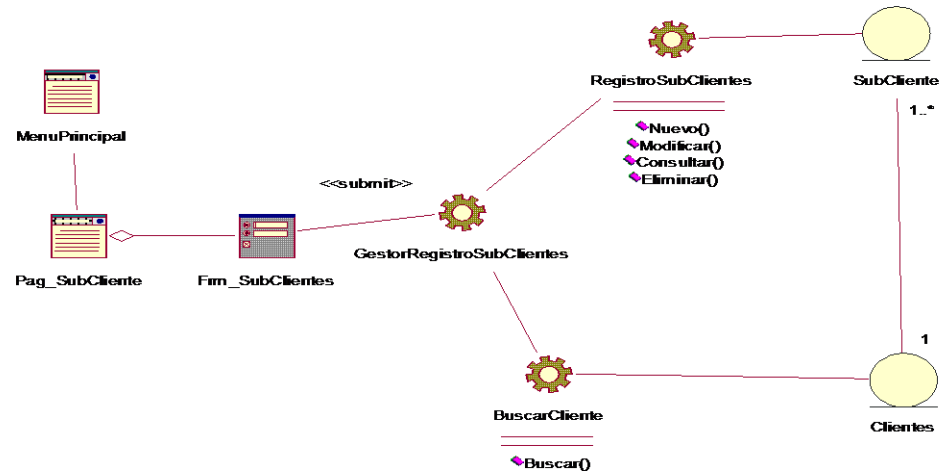 RegistroSubClientes
Nuevo()
Modificar()
Consultar()
Eliminar()
SubCliente
1..*
MenuPrincipal
<<submit>>
Pag_SubCliente
Frm_SubClientes
GestorRegistroSubClientes
1
BuscarCliente
Buscar()
Clientes